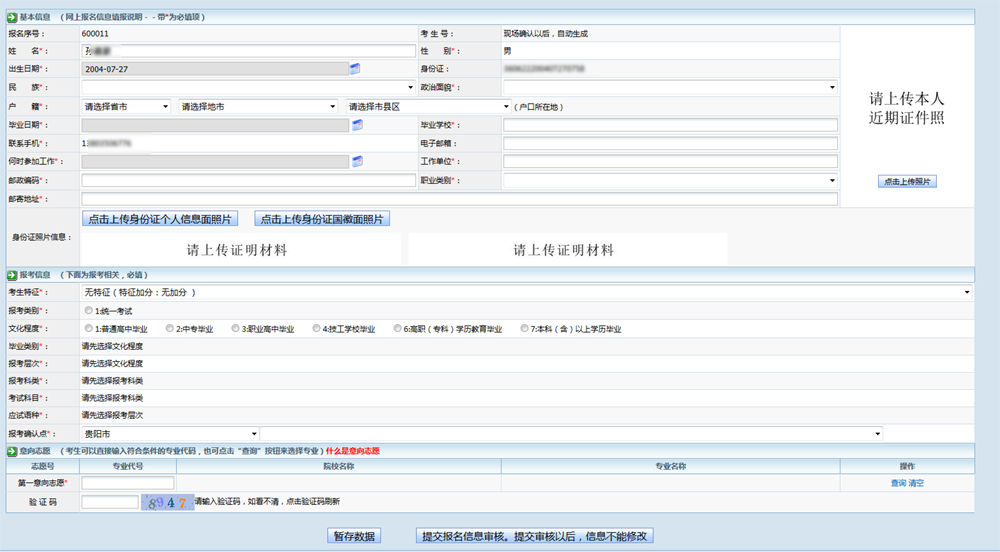 基本信息 （网上报名信息填报说明 - - 带*为必填项）
报名序号： 600011 考 生 号： 现场确认以后，自动生成
姓 名*： 孙 性 别*： 男
出生日期*： 2004-07-27 身份证：
民 族*： 政治面貌*：
户 籍*： 请选择省市 请选择地市 请选择市县区 （户口所在地）
请上传本人
近期证件照
毕业日期*： 毕业学校*：
联系手机*： 电子邮箱：
何时参加工作*： 工作单位*：
邮政编码*： 职业类别*： 点击上传照片
邮寄地址*：
点击上传身份证个人信息面照片 点击上传身份证国徽面照片
身份证照片信息： 请上传证明材料 请上传证明材料
报考信息 （下面为报考相关，必填）
考生特征*： 无特征（特征加分：无加分 ）
报考类别*： 1:统一考试
文化程度*： 1:普通高中毕业 2:中专毕业 3:职业高中毕业 4:技工学校毕业 6:高职（专科）学历教育毕业 7:本科（含）以上学历毕业
毕业类别*： 请先选择文化程度
报考层次*： 请先选择文化程度
报考科类*： 请先选择报考科类
考试科目*： 请先选择报考科类
应试语种*： 请先选择报考层次
报考确认点*： 贵阳市
意向志愿 （考生可以直接输入符合条件的专业代码，也可点击“查询”按钮来选择专业）什么是意向志愿
志愿号 专业代号 院校名称 专业名称 操作
第一意向志愿* 查询 清空
验 证 码 8947 请输入验证码，如看不清，点击验证码刷新
暂存数据 提交报名信息审核。提交审核以后，信息不能修改